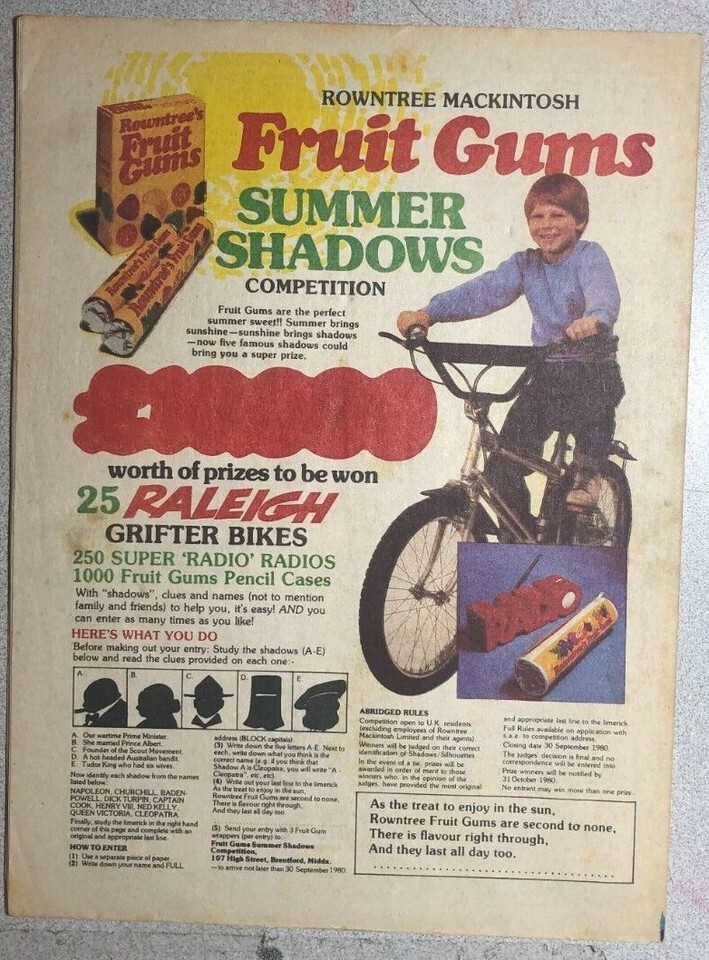 ROWNTREE MACKINTOSH
Fruit Gums
SUMMER
SHADOWS
COMPETITION
Rowntree's
Fruit
Gums
Rowntree's Fruit Gums
Rowntree's Fruit Gums
Fruit Gums are the perfect
summer sweet!! Summer brings
sunshine—sunshine brings shadows
—now five famous shadows could
bring you a super prize.
worth of prizes to be won
25 RALEIGH
GRIFTER BIKES
250 SUPER 'RADIO' RADIOS
1000 Fruit Gums Pencil Cases
With "shadows", clues and names (not to mention
family and friends) to help you, it's easy! AND you
can enter as many times as you like!
HERE'S WHAT YOU DO
Before making out your entry: Study the shadows (A-E)
below and read the clues provided on each one:-
A. B. C. D. E.
A. Our wartime Prime Minister.
B. She married Prince Albert.
C. Founder of the Scout Movement.
D. A hot headed Australian bandit.
E. Tudor King who had six wives.
Now identify each shadow from the names
listed below:
NAPOLEON, CHURCHILL, BADEN-
POWELL, DICK TURPIN, CAPTAIN
COOK, HENRY VIII, NED KELLY,
QUEEN VICTORIA, CLEOPATRA.
Finally, study the limerick in the right hand
corner of this page and complete with an
original and appropriate last line.
HOW TO ENTER
(1) Use a separate piece of paper.
(2) Write down your name and FULL
address (BLOCK capitals)
(3) Write down the five letters A-E. Next to
each, write down what you think is the
correct name (e.g. if you think that
Shadow A is Cleopatra, you will write "A
Cleopatra", etc, etc).
(4) Write out your last line to the limerick
As the treat to enjoy in the sun,
Rowntree Fruit Gums are second to none,
There is flavour right through,
And they last all day too.
(5) Send your entry with 3 Fruit Gum
wrappers (per entry) to:
Fruit Gums Summer Shadows
Competition,
107 High Street, Brentford, Middx.
—to arrive not later than 30 September 1980.
ABRIDGED RULES
Competition open to U.K. residents
(excluding employees of Rowntree
Mackintosh Limited and their agents).
Winners will be judged on their correct
identification of Shadows/Silhouettes.
In the event of a tie, prizes will be
awarded in order of merit to those
winners who, in the opinion of the
judges, have provided the most original
and appropriate last line to the limerick.
Full Rules available on application with
s.a.e. to competition address.
Closing date 30 September 1980.
The judges' decision is final and no
correspondence will be entered into
Prize winners will be notified by
31 October 1980.
No entrant may win more than one prize.
As the treat to enjoy in the sun,
Rowntree Fruit Gums are second to none,
There is flavour right through,
And they last all day too.